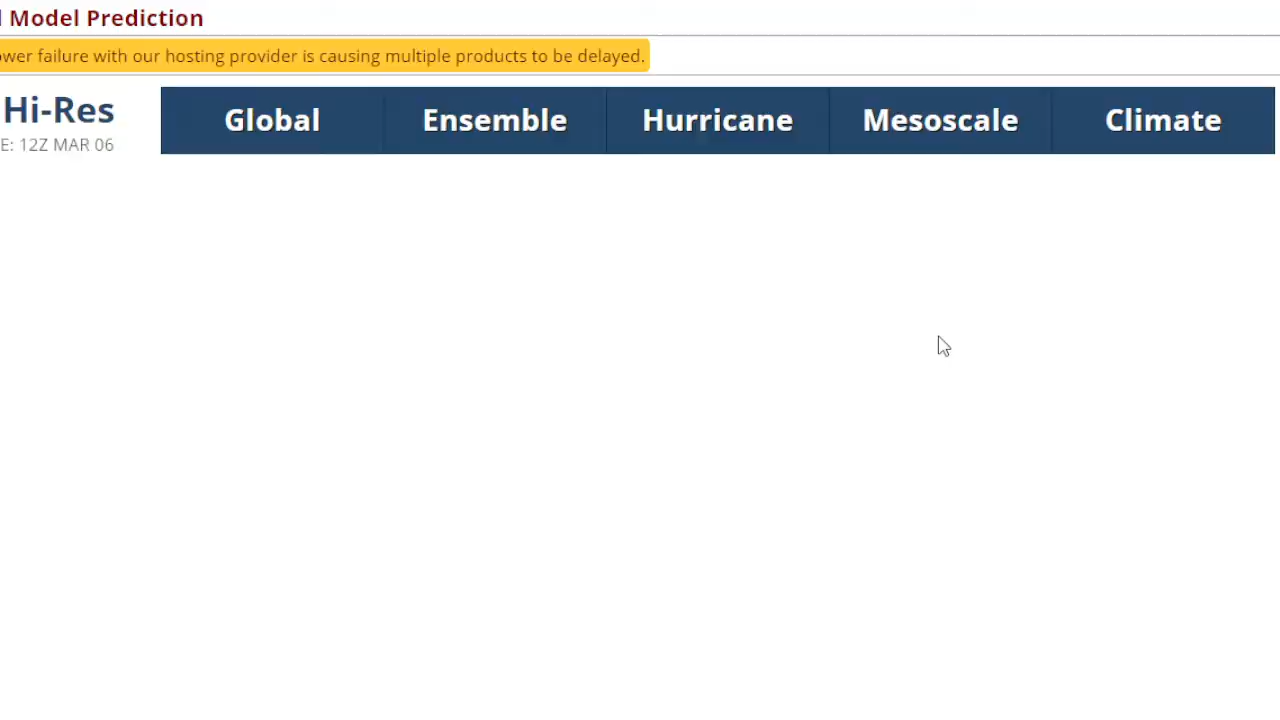 Model Prediction
ower failure with our hosting provider is causing multiple products to be delayed.
Hi-Res
E: 12Z MAR 06
Global Ensemble Hurricane Mesoscale Climate